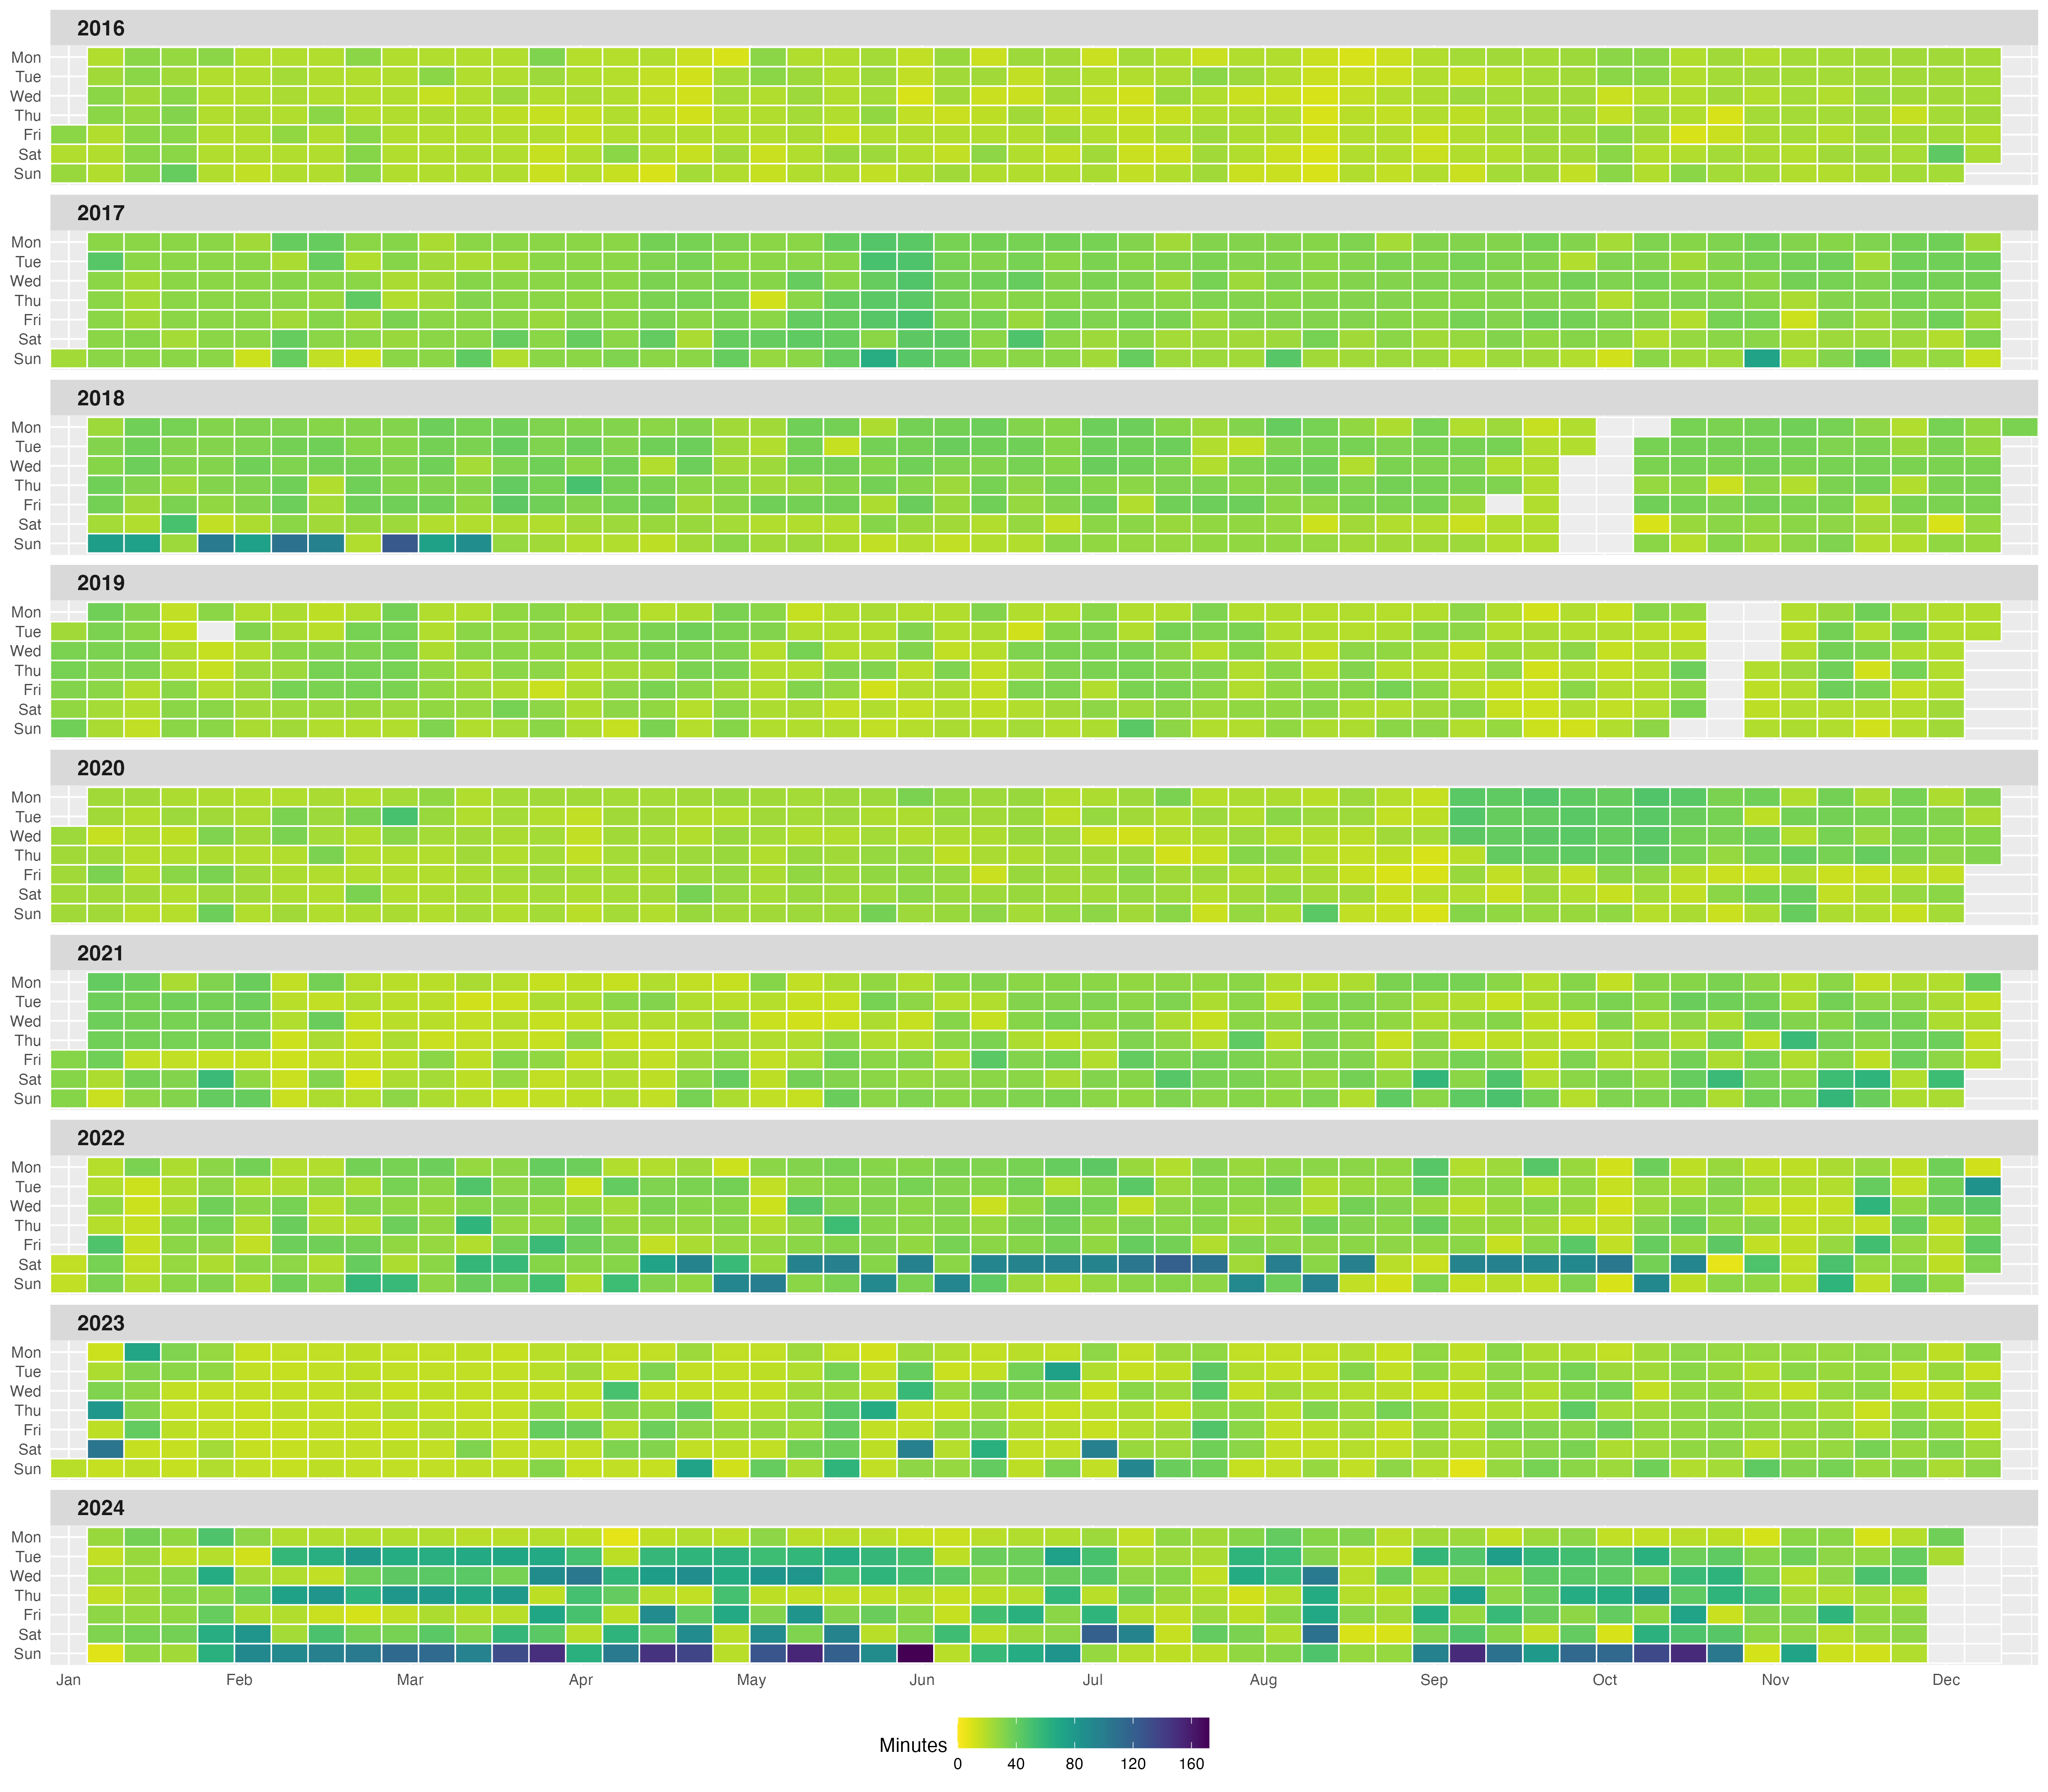 2016
Mon
Tue
Wed
Thu
Fri
Sat
Sun
2017
Mon
Tue
Wed
Thu
Fri
Sat
Sun
2018
Mon
Tue
Wed
Thu
Fri
Sat
Sun
2019
Mon
Tue
Wed
Thu
Fri
Sat
Sun
2020
Mon
Tue
Wed
Thu
Fri
Sat
Sun
2021
Mon
Tue
Wed
Thu
Fri
Sat
Sun
2022
Mon
Tue
Wed
Thu
Fri
Sat
Sun
2023
Mon
Tue
Wed
Thu
Fri
Sat
Sun
2024
Mon
Tue
Wed
Thu
Fri
Sat
Sun
Jan Feb Mar Apr May Jun Jul Aug Sep Oct Nov Dec
Minutes
0 40 80 120 160